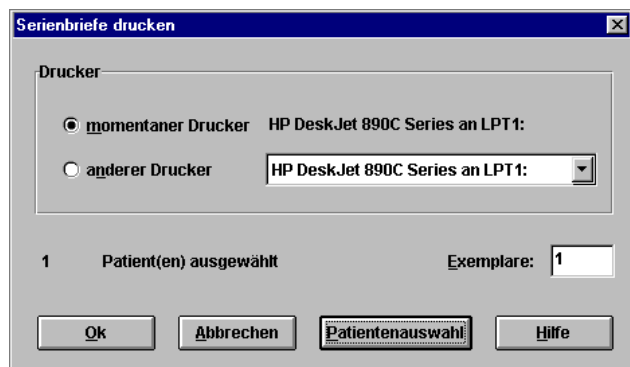 Serienbriefe drucken
Drucker
momentaner Drucker HP DeskJet 890C Series an LPT1:
anderer Drucker HP DeskJet 890C Series an LPT1:
1 Patient(en) ausgewählt Exemplare: 1
Ok Abbrechen Patientenauswahl Hilfe